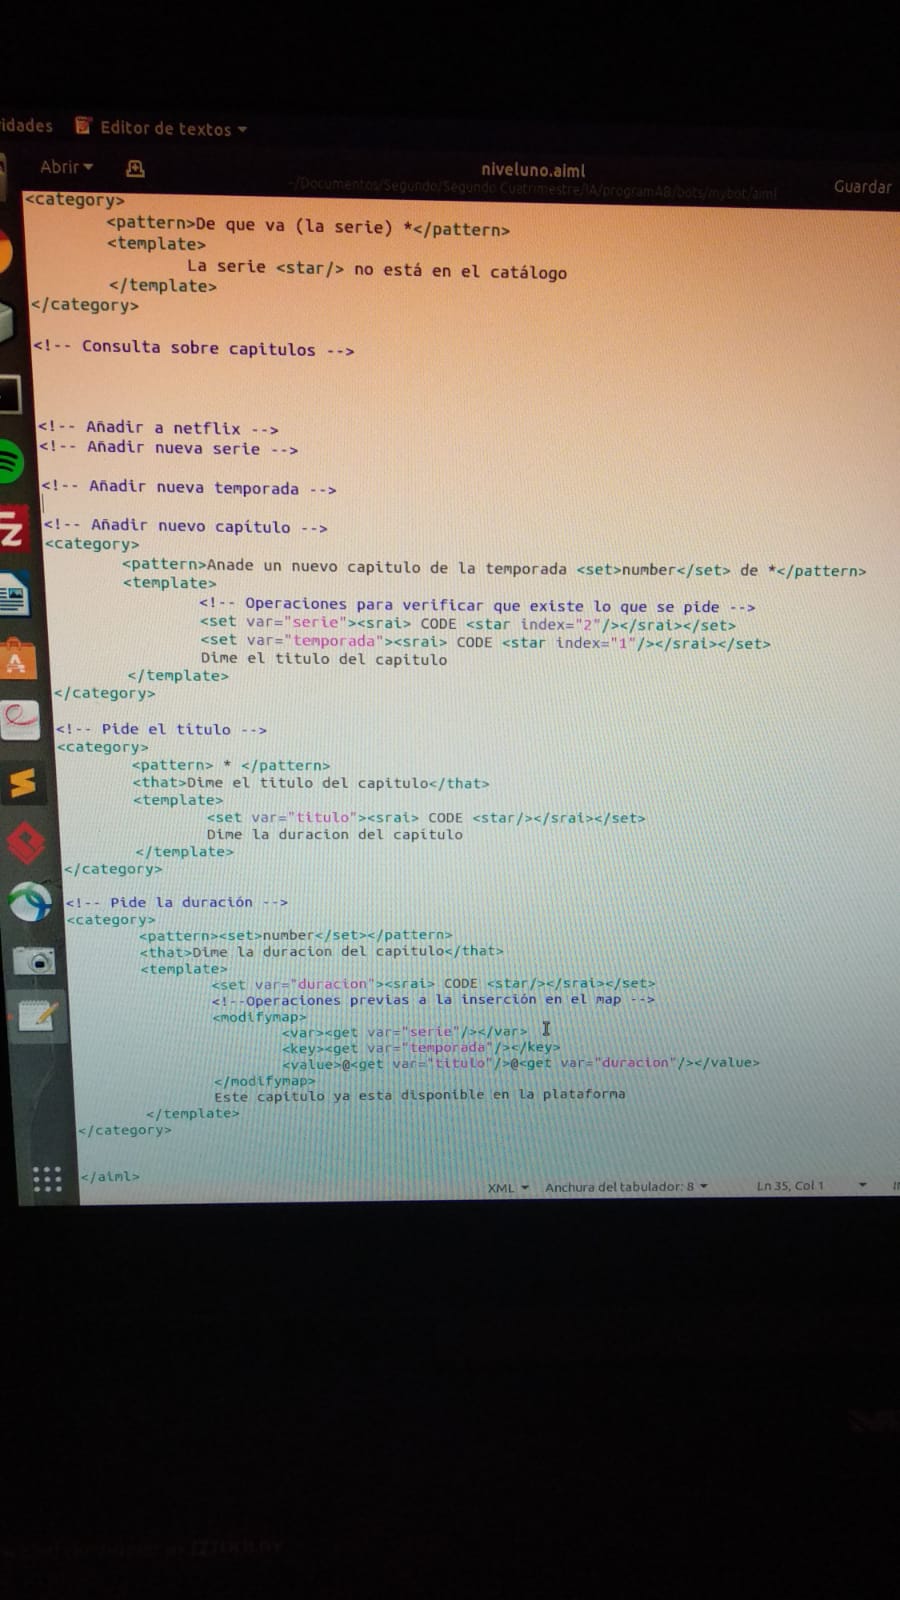 idades Editor de textos
Abrir niveluno.aiml Guardar
~/Documentos/Segundo/Segundo Cuatrimestre/IA/programAB/bots/mybot/aiml
<category>
<pattern>De que va (la serie) *</pattern>
<template>
La serie <star/> no está en el catálogo
</template>
</category>
<!-- Consulta sobre capitulos -->
<!-- Añadir a netflix -->
<!-- Añadir nueva serie -->
<!-- Añadir nueva temporada -->
<!-- Añadir nuevo capítulo -->
<category>
<pattern>Anade un nuevo capitulo de la temporada <set>number</set> de *</pattern>
<template>
<!-- Operaciones para verificar que existe lo que se pide -->
<set var="serie"><srai> CODE <star index="2"/></srai></set>
<set var="temporada"><srai> CODE <star index="1"/></srai></set>
Dime el titulo del capitulo
</template>
</category>
<!-- Pide el titulo -->
<category>
<pattern> * </pattern>
<that>Dime el titulo del capitulo</that>
<template>
<set var="titulo"><srai> CODE <star/></srai></set>
Dime la duracion del capitulo
</template>
</category>
<!-- Pide la duración -->
<category>
<pattern><set>number</set></pattern>
<that>Dime la duracion del capitulo</that>
<template>
<set var="duracion"><srai> CODE <star/></srai></set>
<!--Operaciones previas a la inserción en el map -->
<modifymap>
<var><get var="serie"/></var>
<key><get var="temporada"/></key>
<value>@<get var="titulo"/>@<get var="duracion"/></value>
</modifymap>
Este capitulo ya esta disponible en la plataforma
</template>
</category>
</aiml>
XML Anchura del tabulador: 8 Ln 35, Col 1